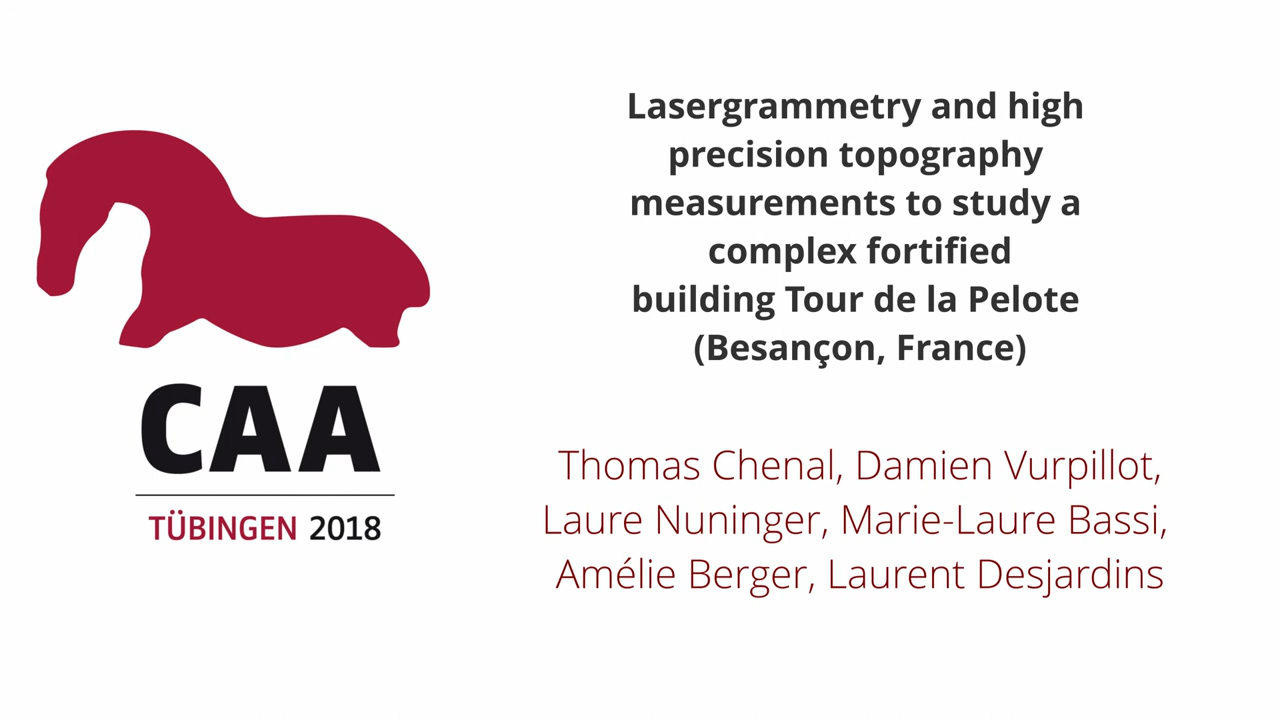 Lasergrammetry and high
precision topography
measurements to study a
complex fortified
building Tour de la Pelote
(Besançon, France)
Thomas Chenal, Damien Vurpillot,
Laure Nuninger, Marie-Laure Bassi,
Amélie Berger, Laurent Desjardins
CAA
TÜBINGEN 2018